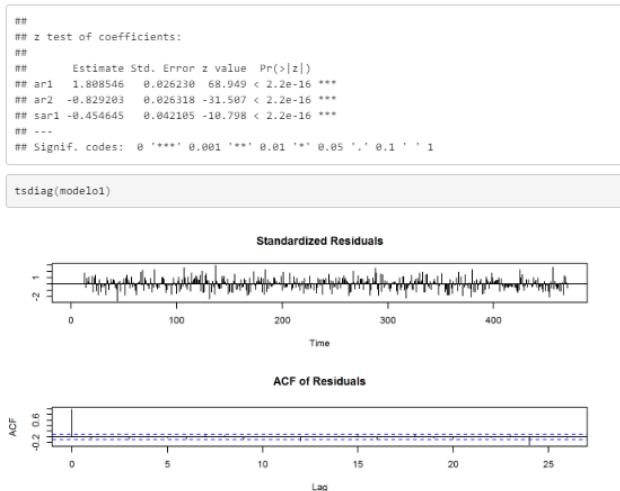 ##
## z test of coefficients:
##
##       Estimate Std. Error z value  Pr(>|z|)
## ar1   1.808546   0.026230  68.949 < 2.2e-16 ***
## ar2  -0.829203   0.026318 -31.507 < 2.2e-16 ***
## sar1 -0.454645   0.042105 -10.798 < 2.2e-16 ***
## ---
## Signif. codes:  0 '***' 0.001 '**' 0.01 '*' 0.05 '.' 0.1 ' ' 1
tsdiag(modelo1)
Standardized Residuals
1
-2
0 100 200 300 400
Time
ACF of Residuals
ACF
0.6
-0.2
0 5 10 15 20 25
Lag